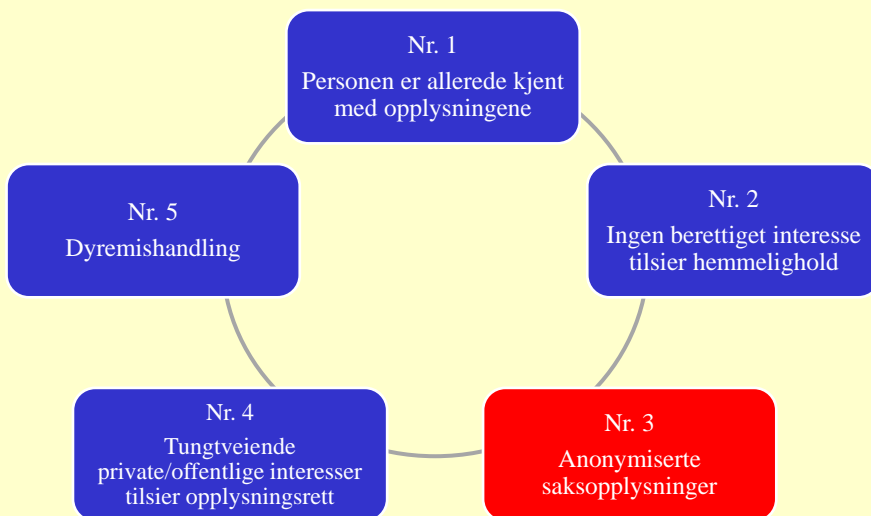 Nr. 1
Personen er allerede kjent
med opplysningene
Nr. 2
Ingen berettiget interesse
tilsier hemmelighold
Nr. 3
Anonymiserte
saksopplysninger
Nr. 4
Tungtveiende
private/offentlige interesser
tilsier opplysningsrett
Nr. 5
Dyremishandling